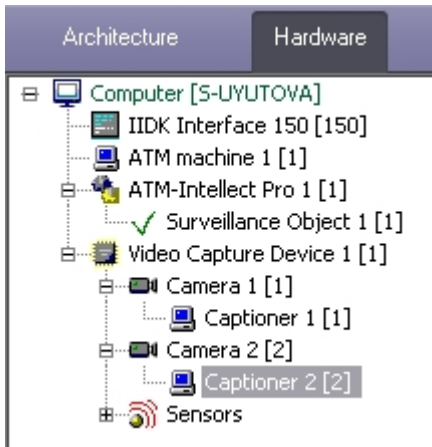 Architecture Hardware
Computer [S-UYUTOVA]
IIDK Interface 150 [150]
ATM machine 1 [1]
ATM-Intellect Pro 1 [1]
Surveillance Object 1 [1]
Video Capture Device 1 [1]
Camera 1 [1]
Captioner 1 [1]
Camera 2 [2]
Captioner 2 [2]
Sensors